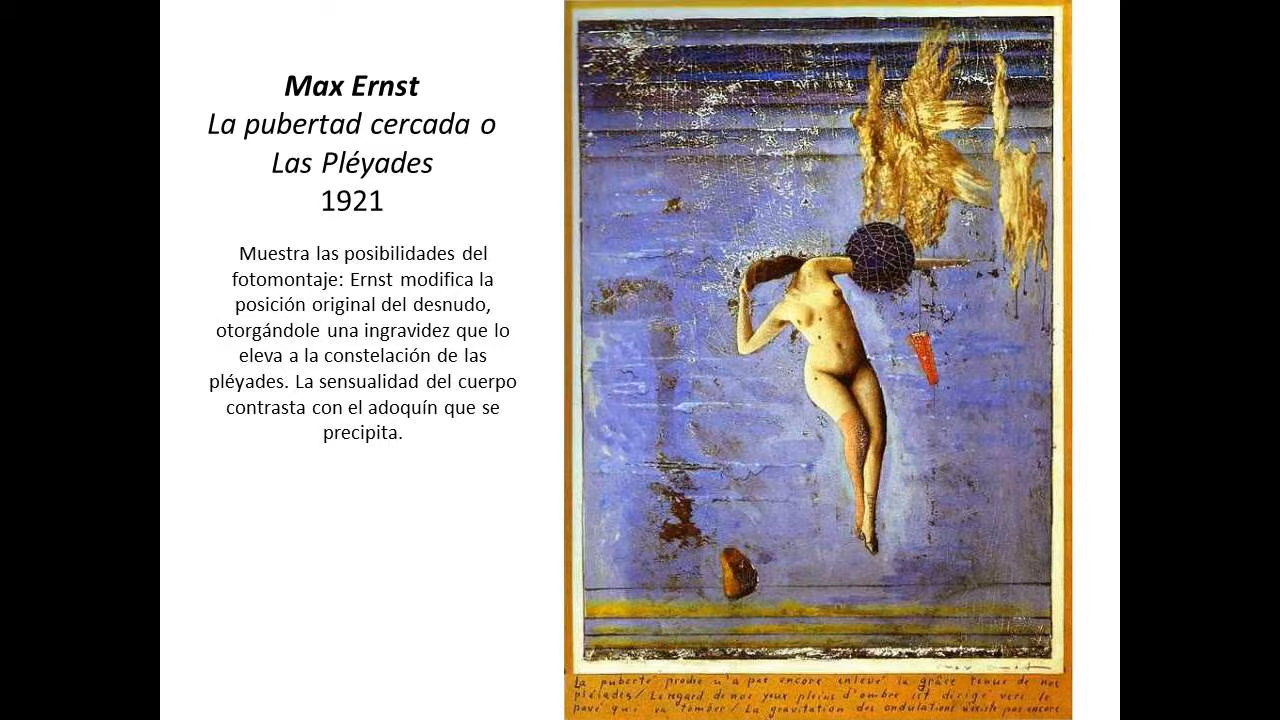 Max Ernst
La pubertad cercada o
Las Pléyades
1921
Muestra las posibilidades del
fotomontaje: Ernst modifica la
posición original del desnudo,
otorgándole una ingravidez que lo
eleva a la constelación de las
pléyades. La sensualidad del cuerpo
contrasta con el adoquín que se
precipita.
max ernst
La puberté proche n'a pas encore enlevé la grâce tenue de nos
pléiades / Le regard de nos yeux pleins d'ombre est dirigé vers le
pavé qui va tomber / La gravitation des ondulations n'existe pas encore